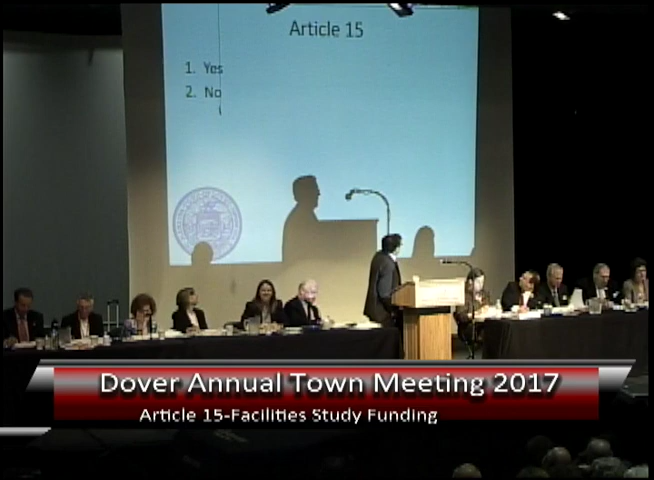 Article 15
1. Yes
2. No
Dover Annual Town Meeting 2017
Article 15-Facilities Study Funding